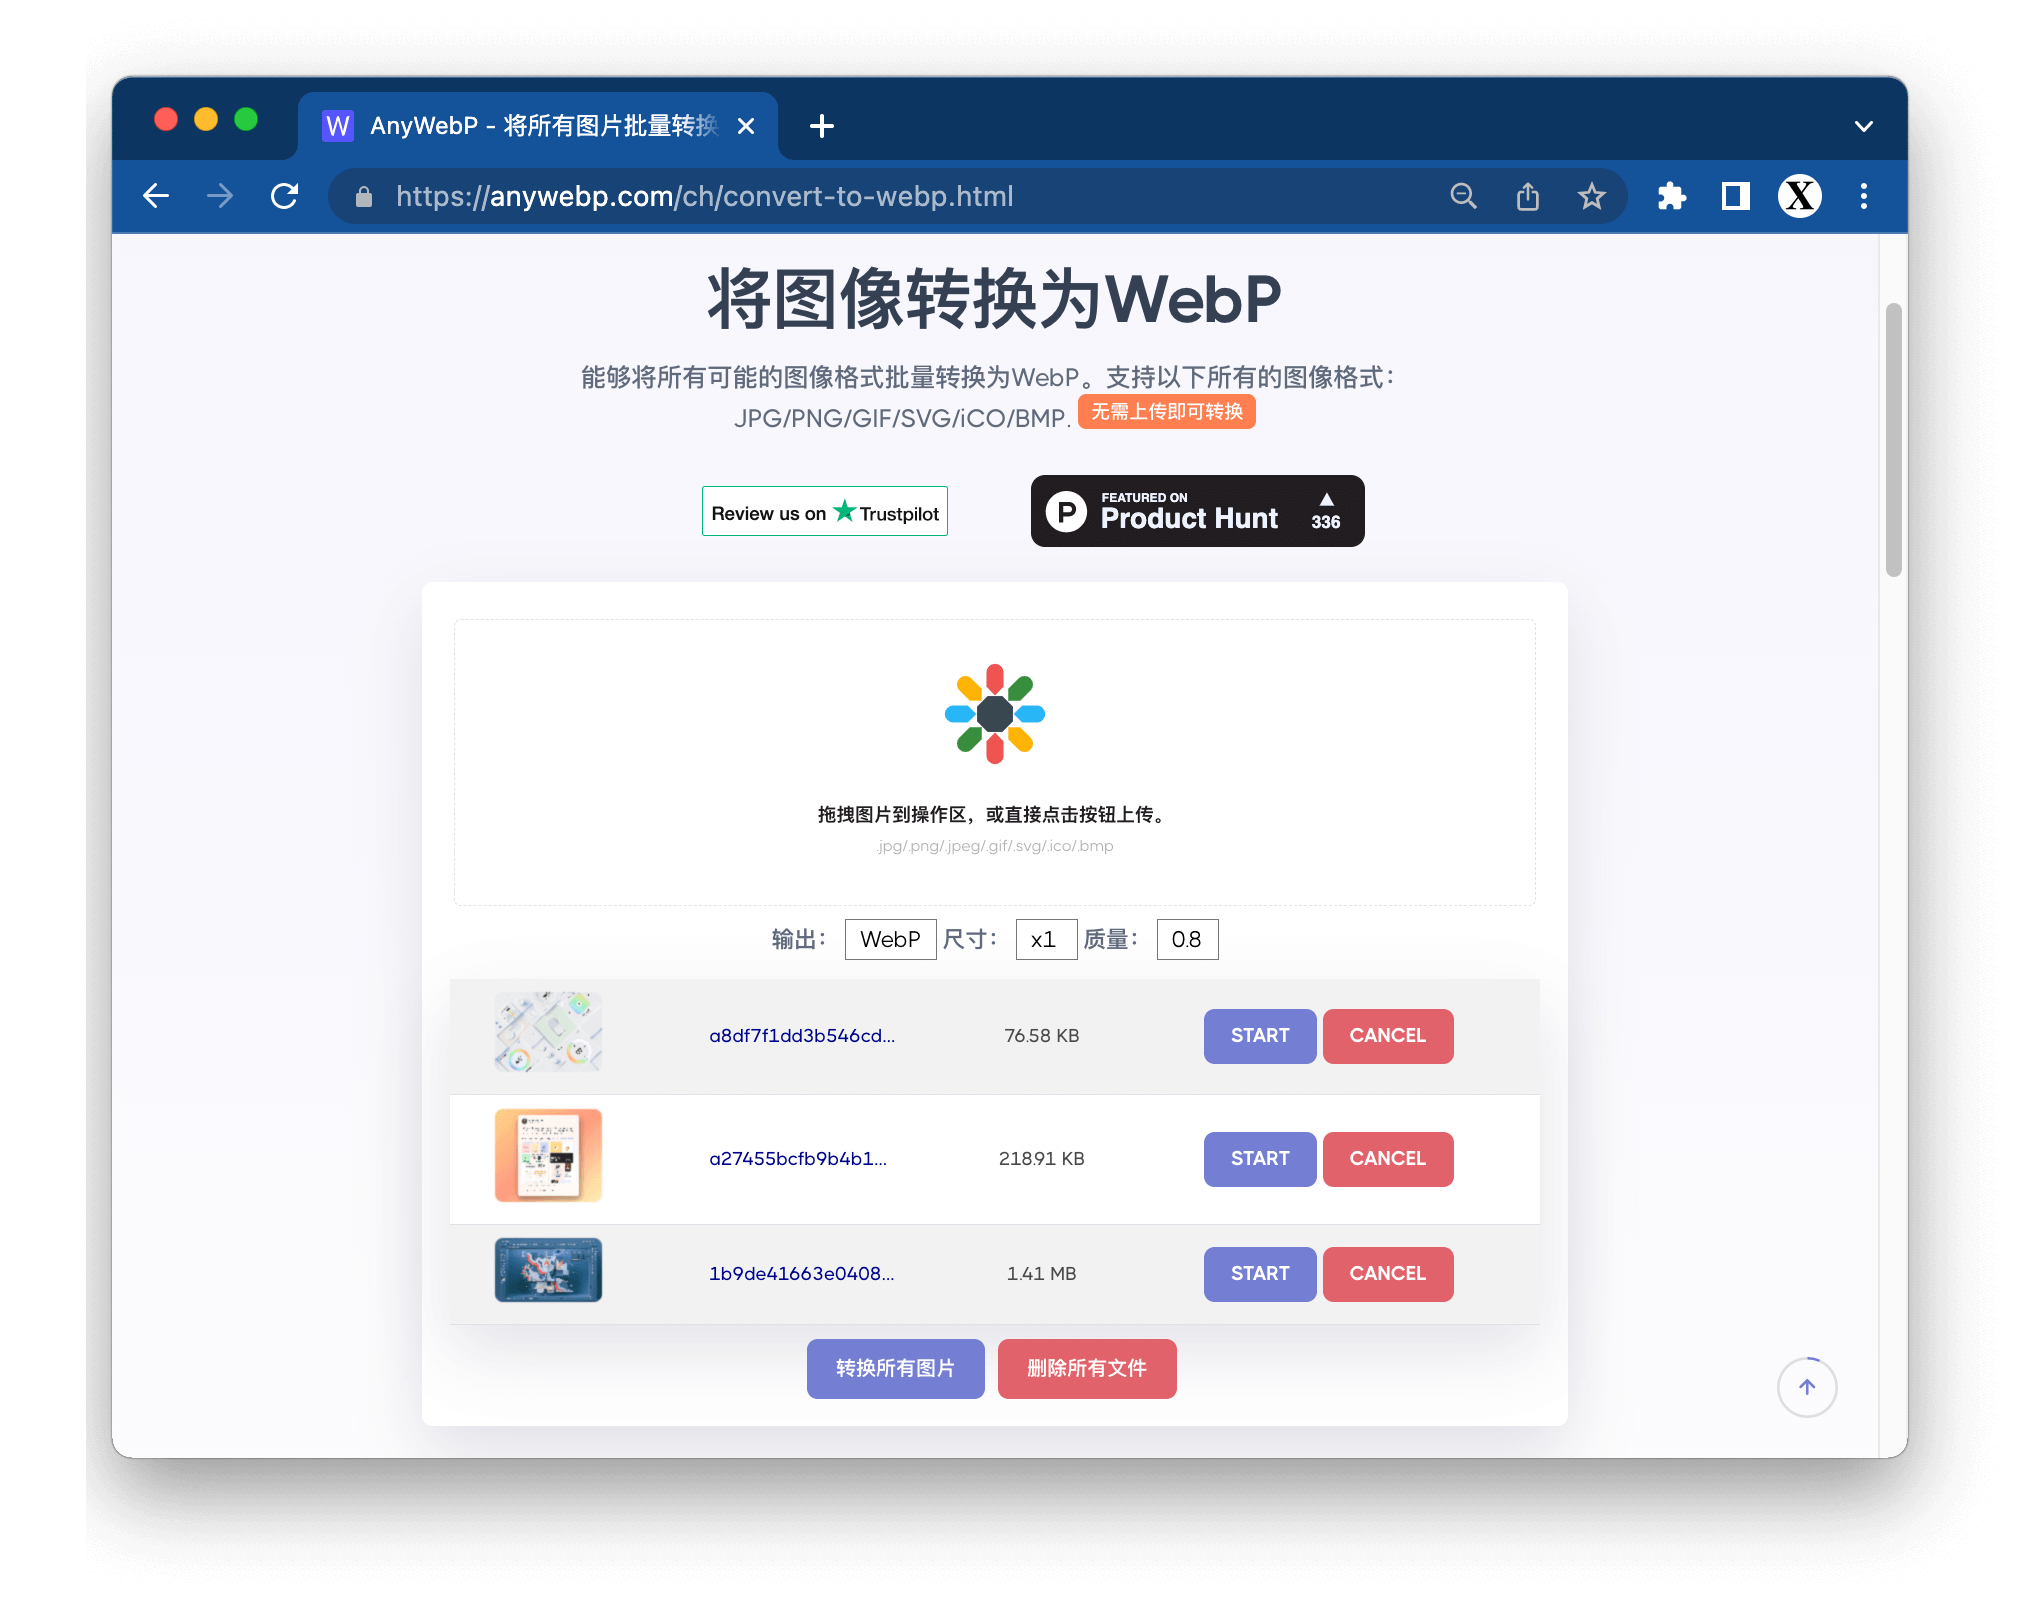 W AnyWebP - 将所有图片批量转换
https://anywebp.com/ch/convert-to-webp.html
X
将图像转换为WebP
能够将所有可能的图像格式批量转换为WebP。支持以下所有的图像格式：
JPG/PNG/GIF/SVG/iCO/BMP. 无需上传即可转换
Review us on Trustpilot
P FEATURED ON
Product Hunt
336
拖拽图片到操作区，或直接点击按钮上传。
.jpg/.png/.jpeg/.gif/.svg/.ico/.bmp
输出： WebP 尺寸： x1 质量： 0.8
a8df7f1dd3b546cd... 76.58 KB START CANCEL
a27455bcfb9b4b1... 218.91 KB START CANCEL
1b9de41663e0408... 1.41 MB START CANCEL
转换所有图片 删除所有文件